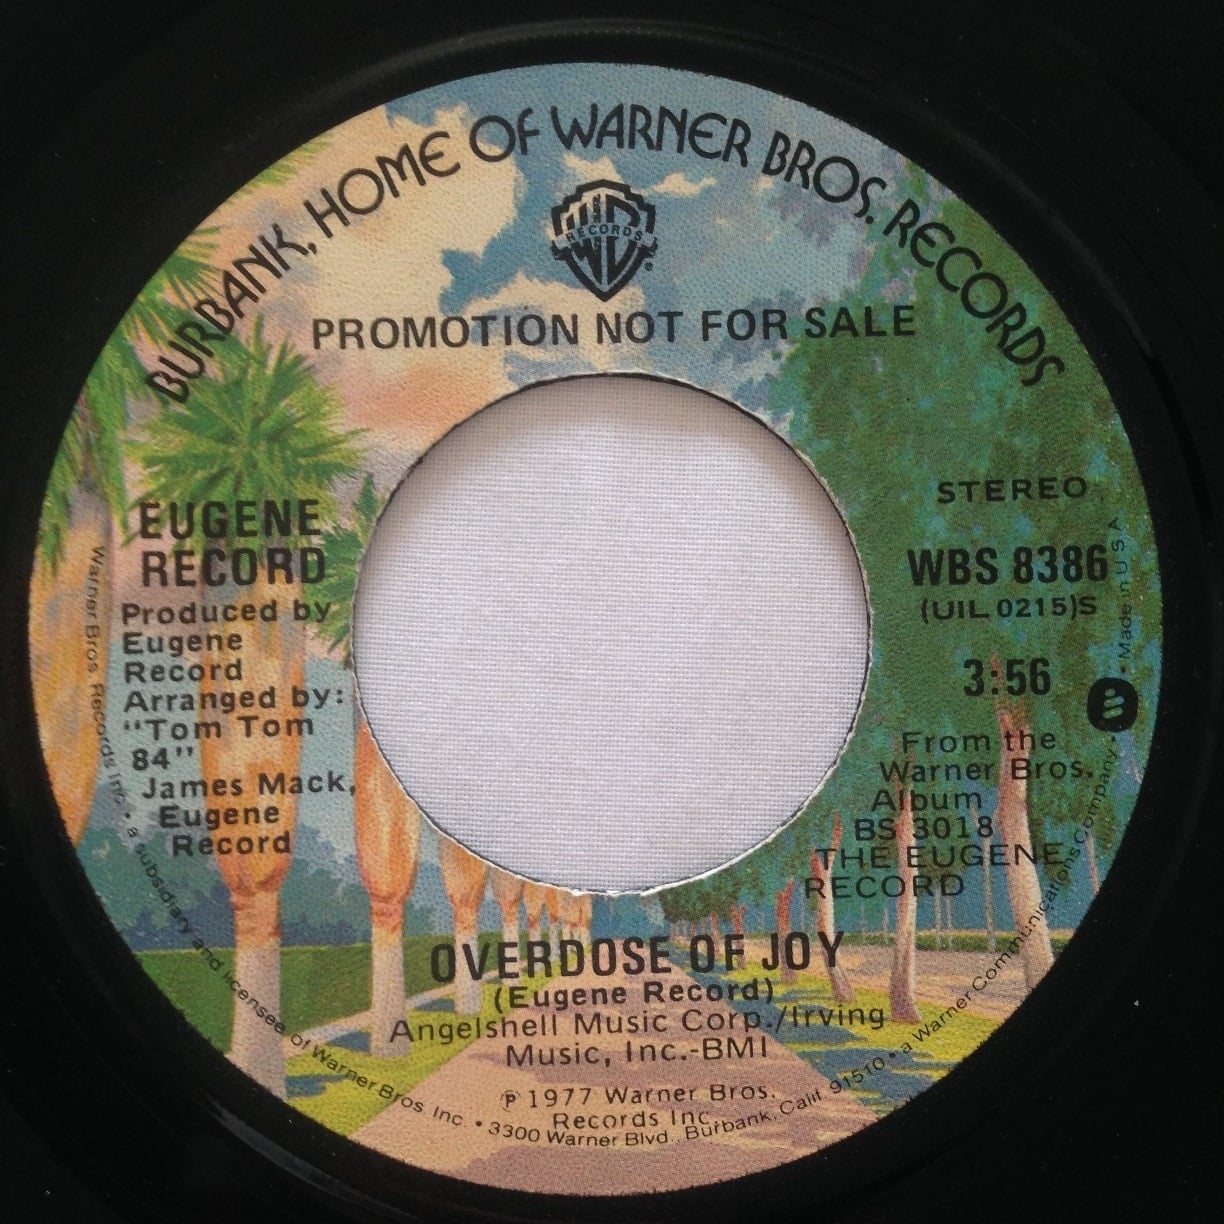 BURBANK, HOME OF WARNER BROS. RECORDS
RECORDS
PROMOTION NOT FOR SALE
EUGENE
RECORD
Produced by
Eugene
Record
Arranged by:
“Tom Tom
84”
James Mack,
Eugene
Record
STEREO
WBS 8386
(UIL 0215)S
3:56
From the
Warner Bros.
Album
BS 3018
THE EUGENE
RECORD
OVERDOSE OF JOY
(Eugene Record)
Angelshell Music Corp./Irving
Music, Inc.-BMI
℗ 1977 Warner Bros.
Records Inc.
Warner Bros. Records Inc. • a subsidiary and licensee of Warner Bros. Inc. • 3300 Warner Blvd., Burbank, Calif. 91510 • a Warner Communications Company. • Made in U.S.A.